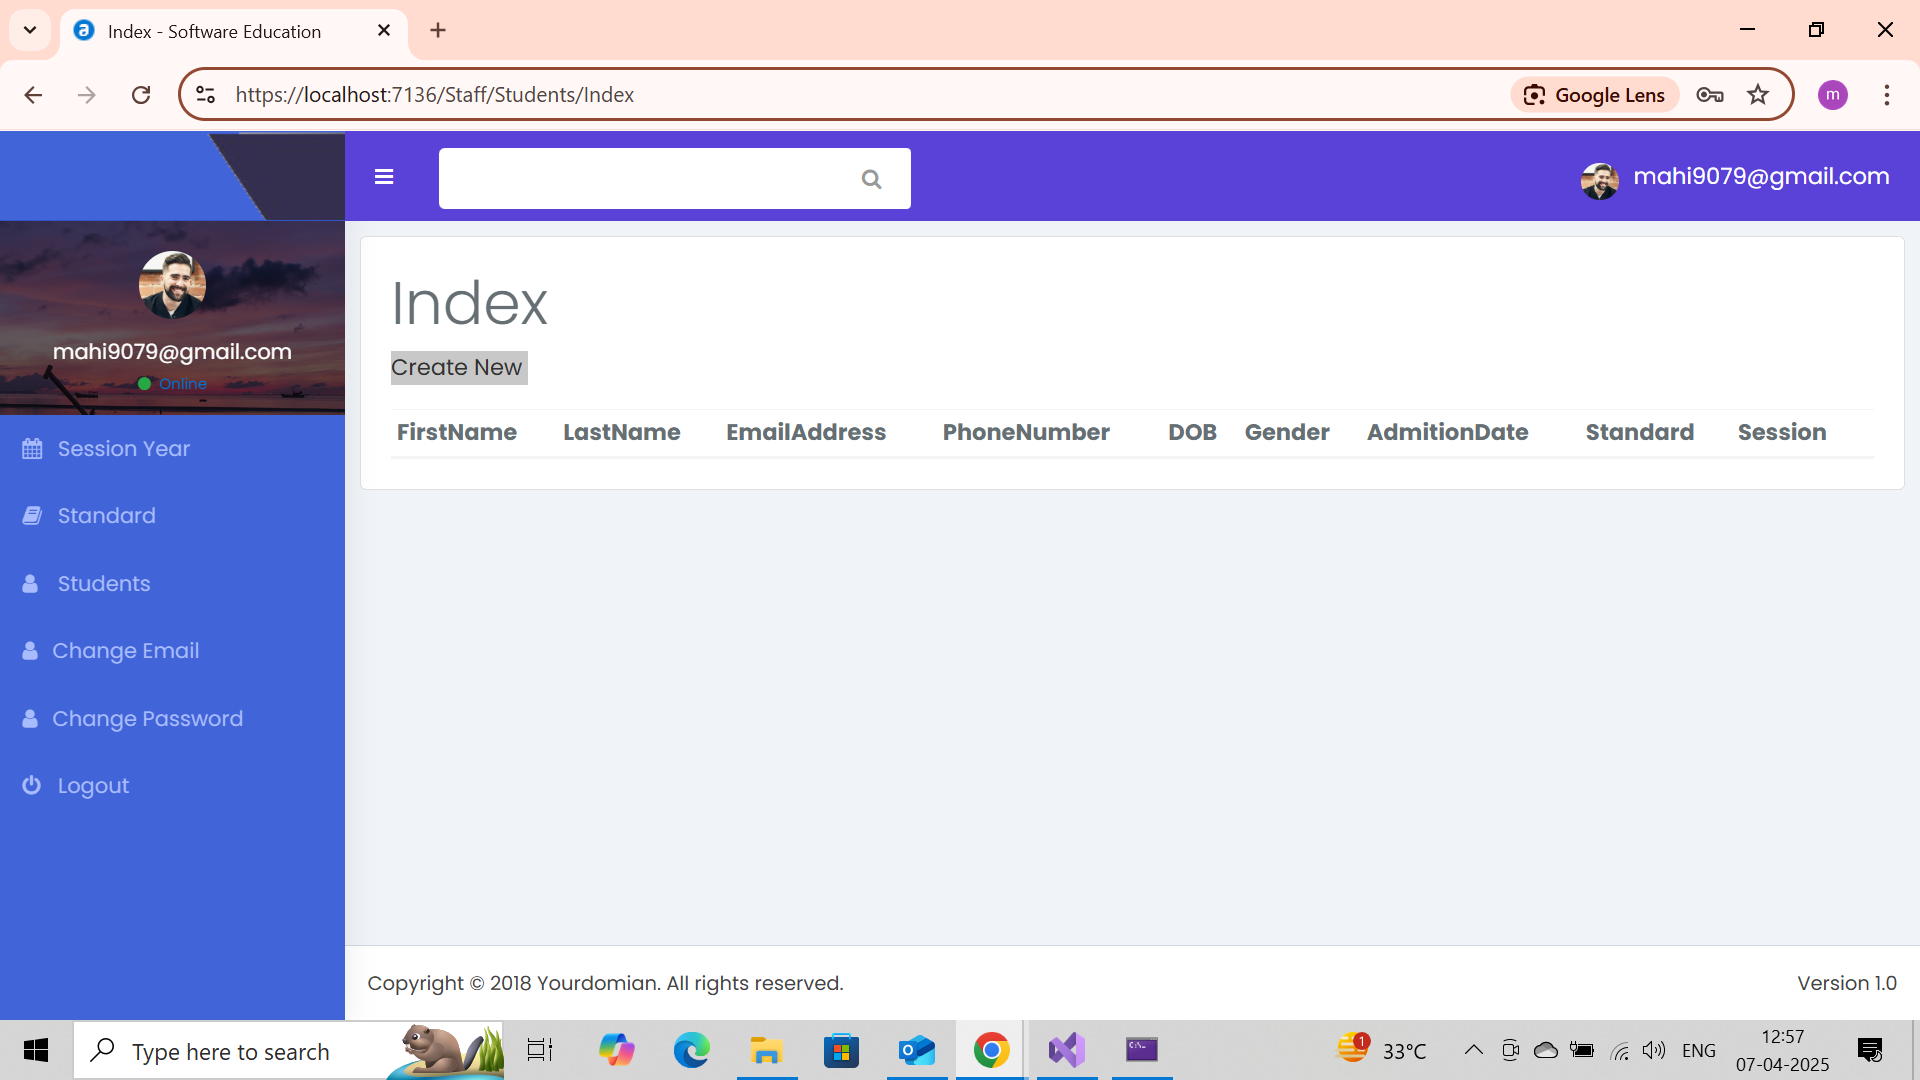 Index - Software Education
https://localhost:7136/Staff/Students/Index
Google Lens
m
mahi9079@gmail.com
mahi9079@gmail.com
Online
Session Year
Standard
Students
Change Email
Change Password
Logout
Index
Create New
FirstName LastName EmailAddress PhoneNumber DOB Gender AdmitionDate Standard Session
Copyright © 2018 Yourdomian. All rights reserved.
Version 1.0
Type here to search
1
33°C
ENG
12:57
07-04-2025